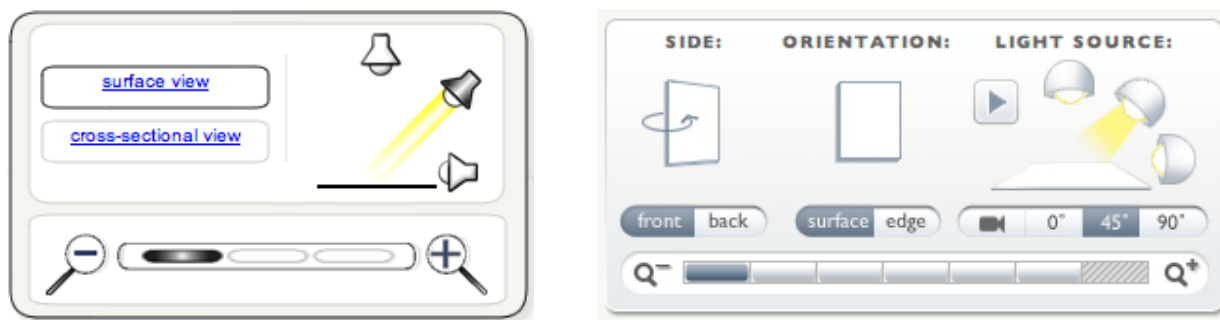 surface view
cross-sectional view
SIDE: ORIENTATION: LIGHT SOURCE:
front back surface edge 0° 45° 90°